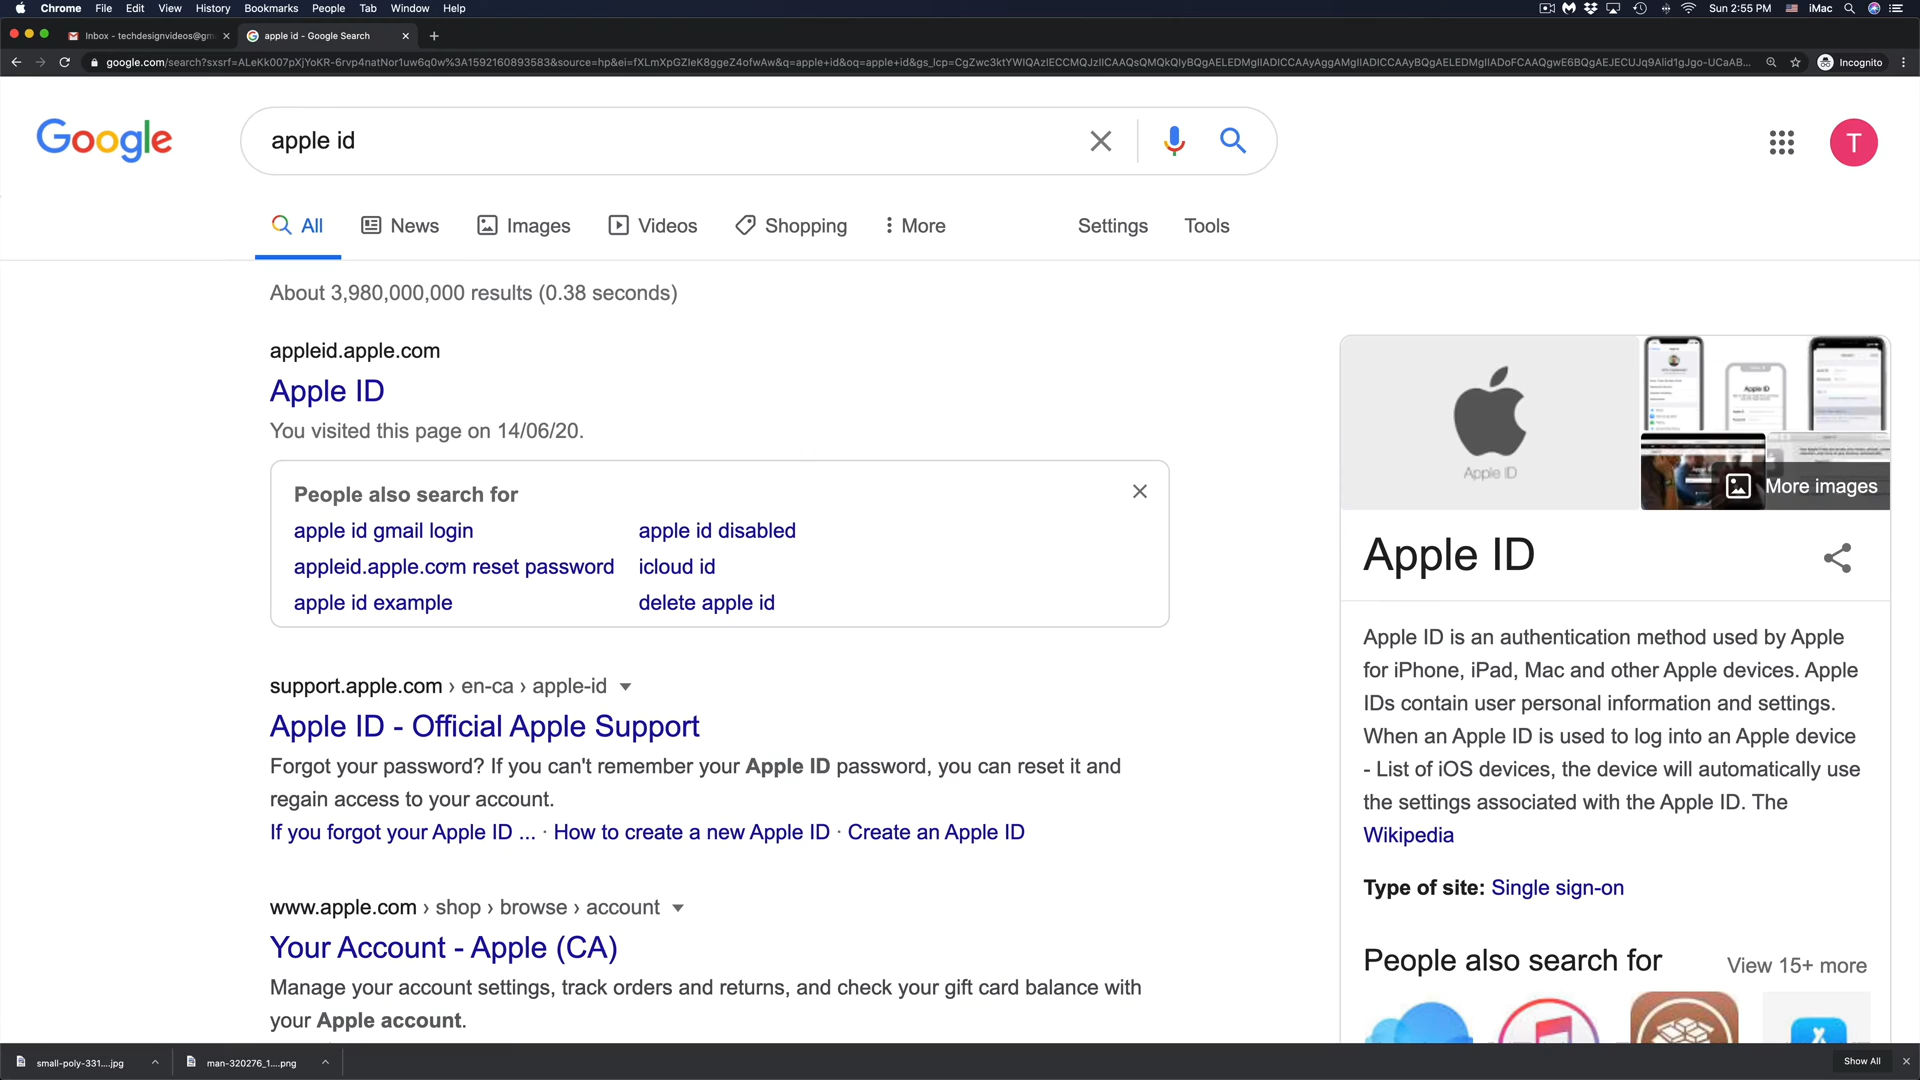 Chrome File Edit View History Bookmarks People Tab Window Help
Sun 2:55 PM iMac
Inbox - techdesignvideos@gm
apple id - Google Search
Incognito
Google
apple id
T
All News Images Videos Shopping More Settings Tools
About 3,980,000,000 results (0.38 seconds)
appleid.apple.com
Apple ID
You visited this page on 14/06/20.
People also search for
apple id gmail login
apple id disabled
appleid.apple.com reset password
icloud id
apple id example
delete apple id
support.apple.com › en-ca › apple-id
Apple ID - Official Apple Support
Forgot your password? If you can't remember your Apple ID password, you can reset it and
regain access to your account.
If you forgot your Apple ID ... · How to create a new Apple ID · Create an Apple ID
www.apple.com › shop › browse › account
Your Account - Apple (CA)
Manage your account settings, track orders and returns, and check your gift card balance with
your Apple account.
Apple ID
More images
Apple ID
Apple ID is an authentication method used by Apple
for iPhone, iPad, Mac and other Apple devices. Apple
IDs contain user personal information and settings.
When an Apple ID is used to log into an Apple device
- List of iOS devices, the device will automatically use
the settings associated with the Apple ID. The
Wikipedia
Type of site: Single sign-on
People also search for
View 15+ more
small-poly-331....jpg
man-320276_1....png
Show All